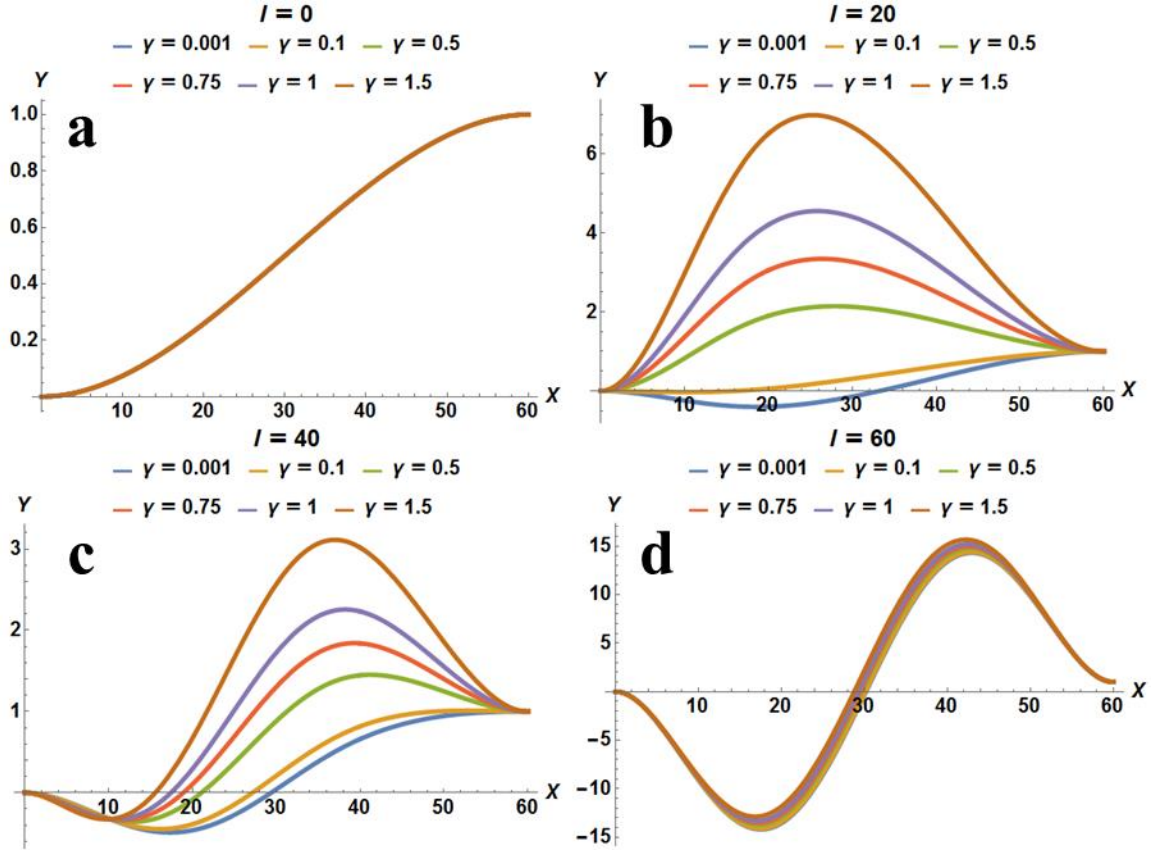 l = 0
γ = 0.001 γ = 0.1 γ = 0.5
γ = 0.75 γ = 1 γ = 1.5
Y
a
1.0
0.8
0.6
0.4
0.2
10 20 30 40 50 60 X
l = 20
γ = 0.001 γ = 0.1 γ = 0.5
γ = 0.75 γ = 1 γ = 1.5
Y
b
6
4
2
10 20 30 40 50 60 X
l = 40
γ = 0.001 γ = 0.1 γ = 0.5
γ = 0.75 γ = 1 γ = 1.5
Y
c
3
2
1
10 20 30 40 50 60 X
l = 60
γ = 0.001 γ = 0.1 γ = 0.5
γ = 0.75 γ = 1 γ = 1.5
Y
d
15
10
5
10 20 30 40 50 60 X
−5
−10
−15